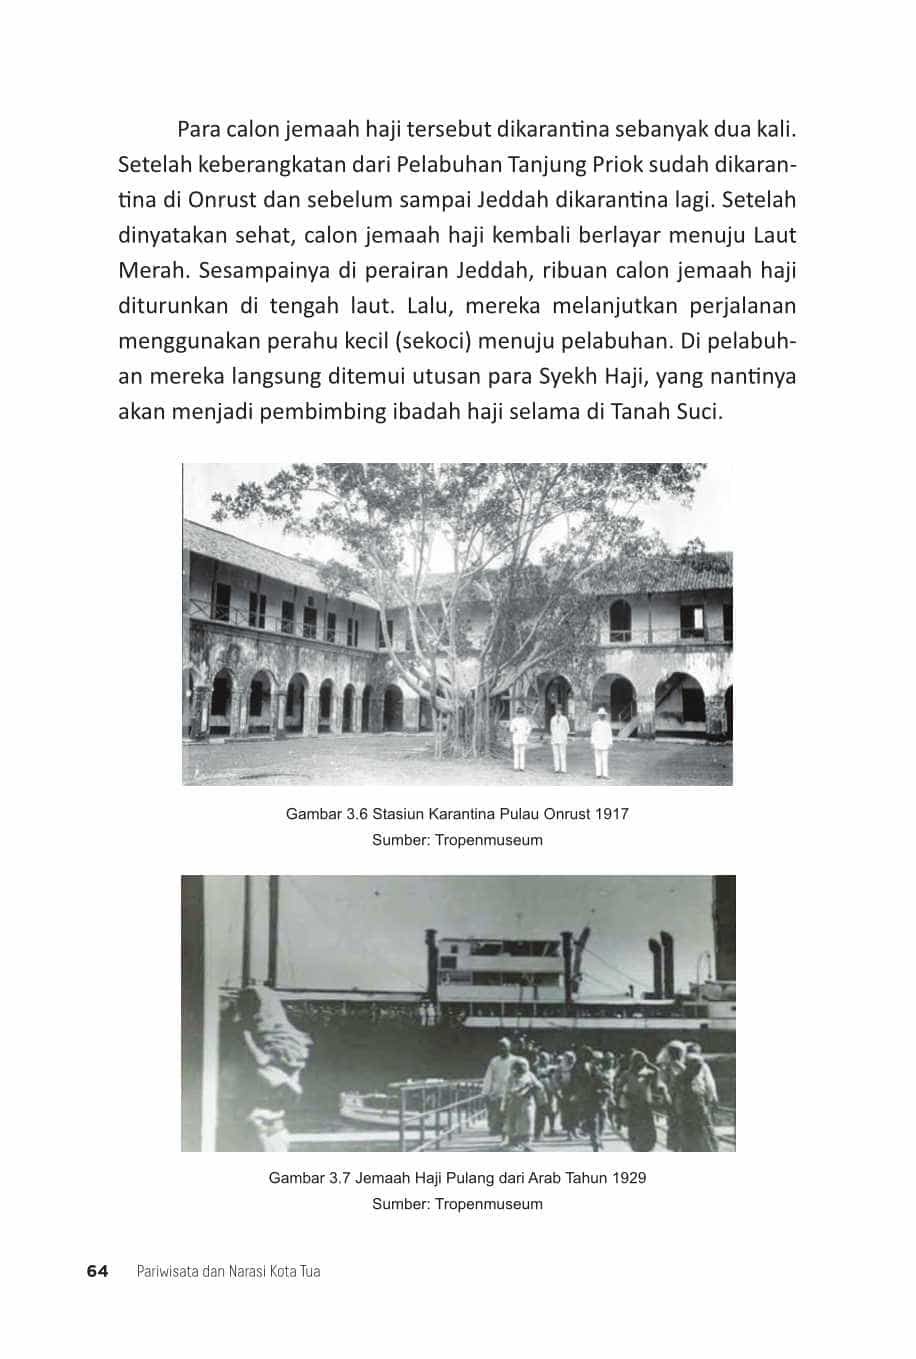 Para calon jemaah haji tersebut dikarantina sebanyak dua kali.
Setelah keberangkatan dari Pelabuhan Tanjung Priok sudah dikaran-
tina di Onrust dan sebelum sampai Jeddah dikarantina lagi. Setelah
dinyatakan sehat, calon jemaah haji kembali berlayar menuju Laut
Merah. Sesampainya di perairan Jeddah, ribuan calon jemaah haji
diturunkan di tengah laut. Lalu, mereka melanjutkan perjalanan
menggunakan perahu kecil (sekoci) menuju pelabuhan. Di pelabuh-
an mereka langsung ditemui utusan para Syekh Haji, yang nantinya
akan menjadi pembimbing ibadah haji selama di Tanah Suci.
Gambar 3.6 Stasiun Karantina Pulau Onrust 1917
Sumber: Tropenmuseum
Gambar 3.7 Jemaah Haji Pulang dari Arab Tahun 1929
Sumber: Tropenmuseum
64 Pariwisata dan Narasi Kota Tua